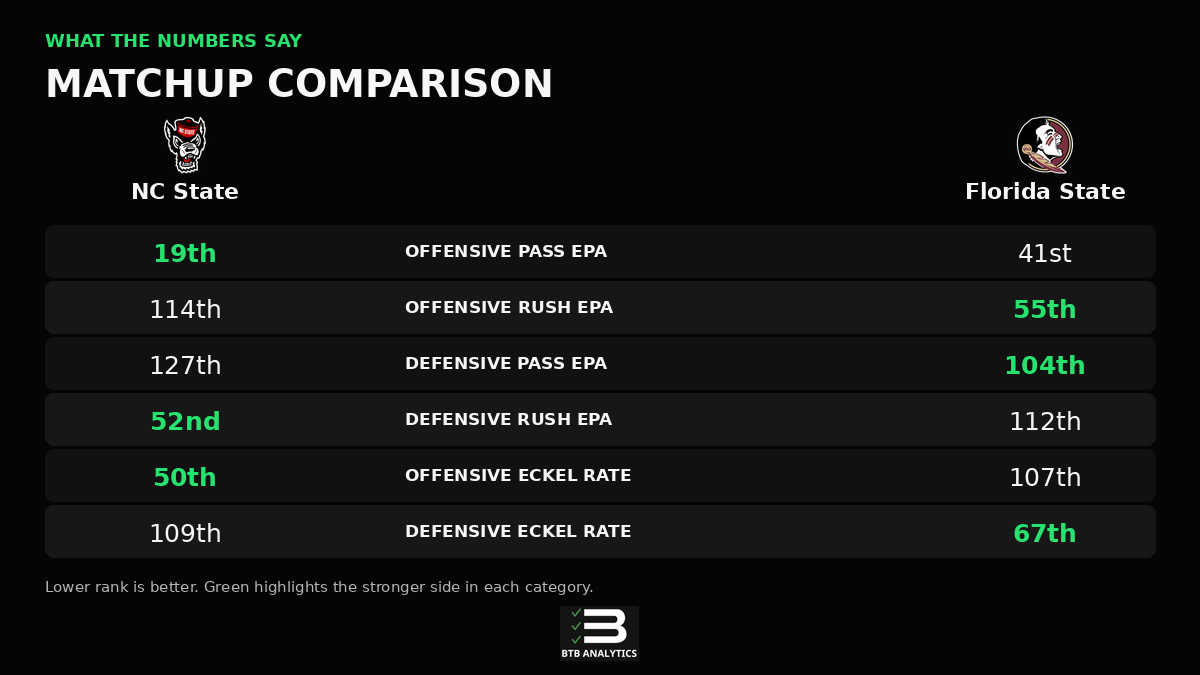 WHAT THE NUMBERS SAY
MATCHUP COMPARISON
NC STATE
NC State
Florida State
19th OFFENSIVE PASS EPA 41st
114th OFFENSIVE RUSH EPA 55th
127th DEFENSIVE PASS EPA 104th
52nd DEFENSIVE RUSH EPA 112th
50th OFFENSIVE ECKEL RATE 107th
109th DEFENSIVE ECKEL RATE 67th
Lower rank is better. Green highlights the stronger side in each category.
BTB ANALYTICS